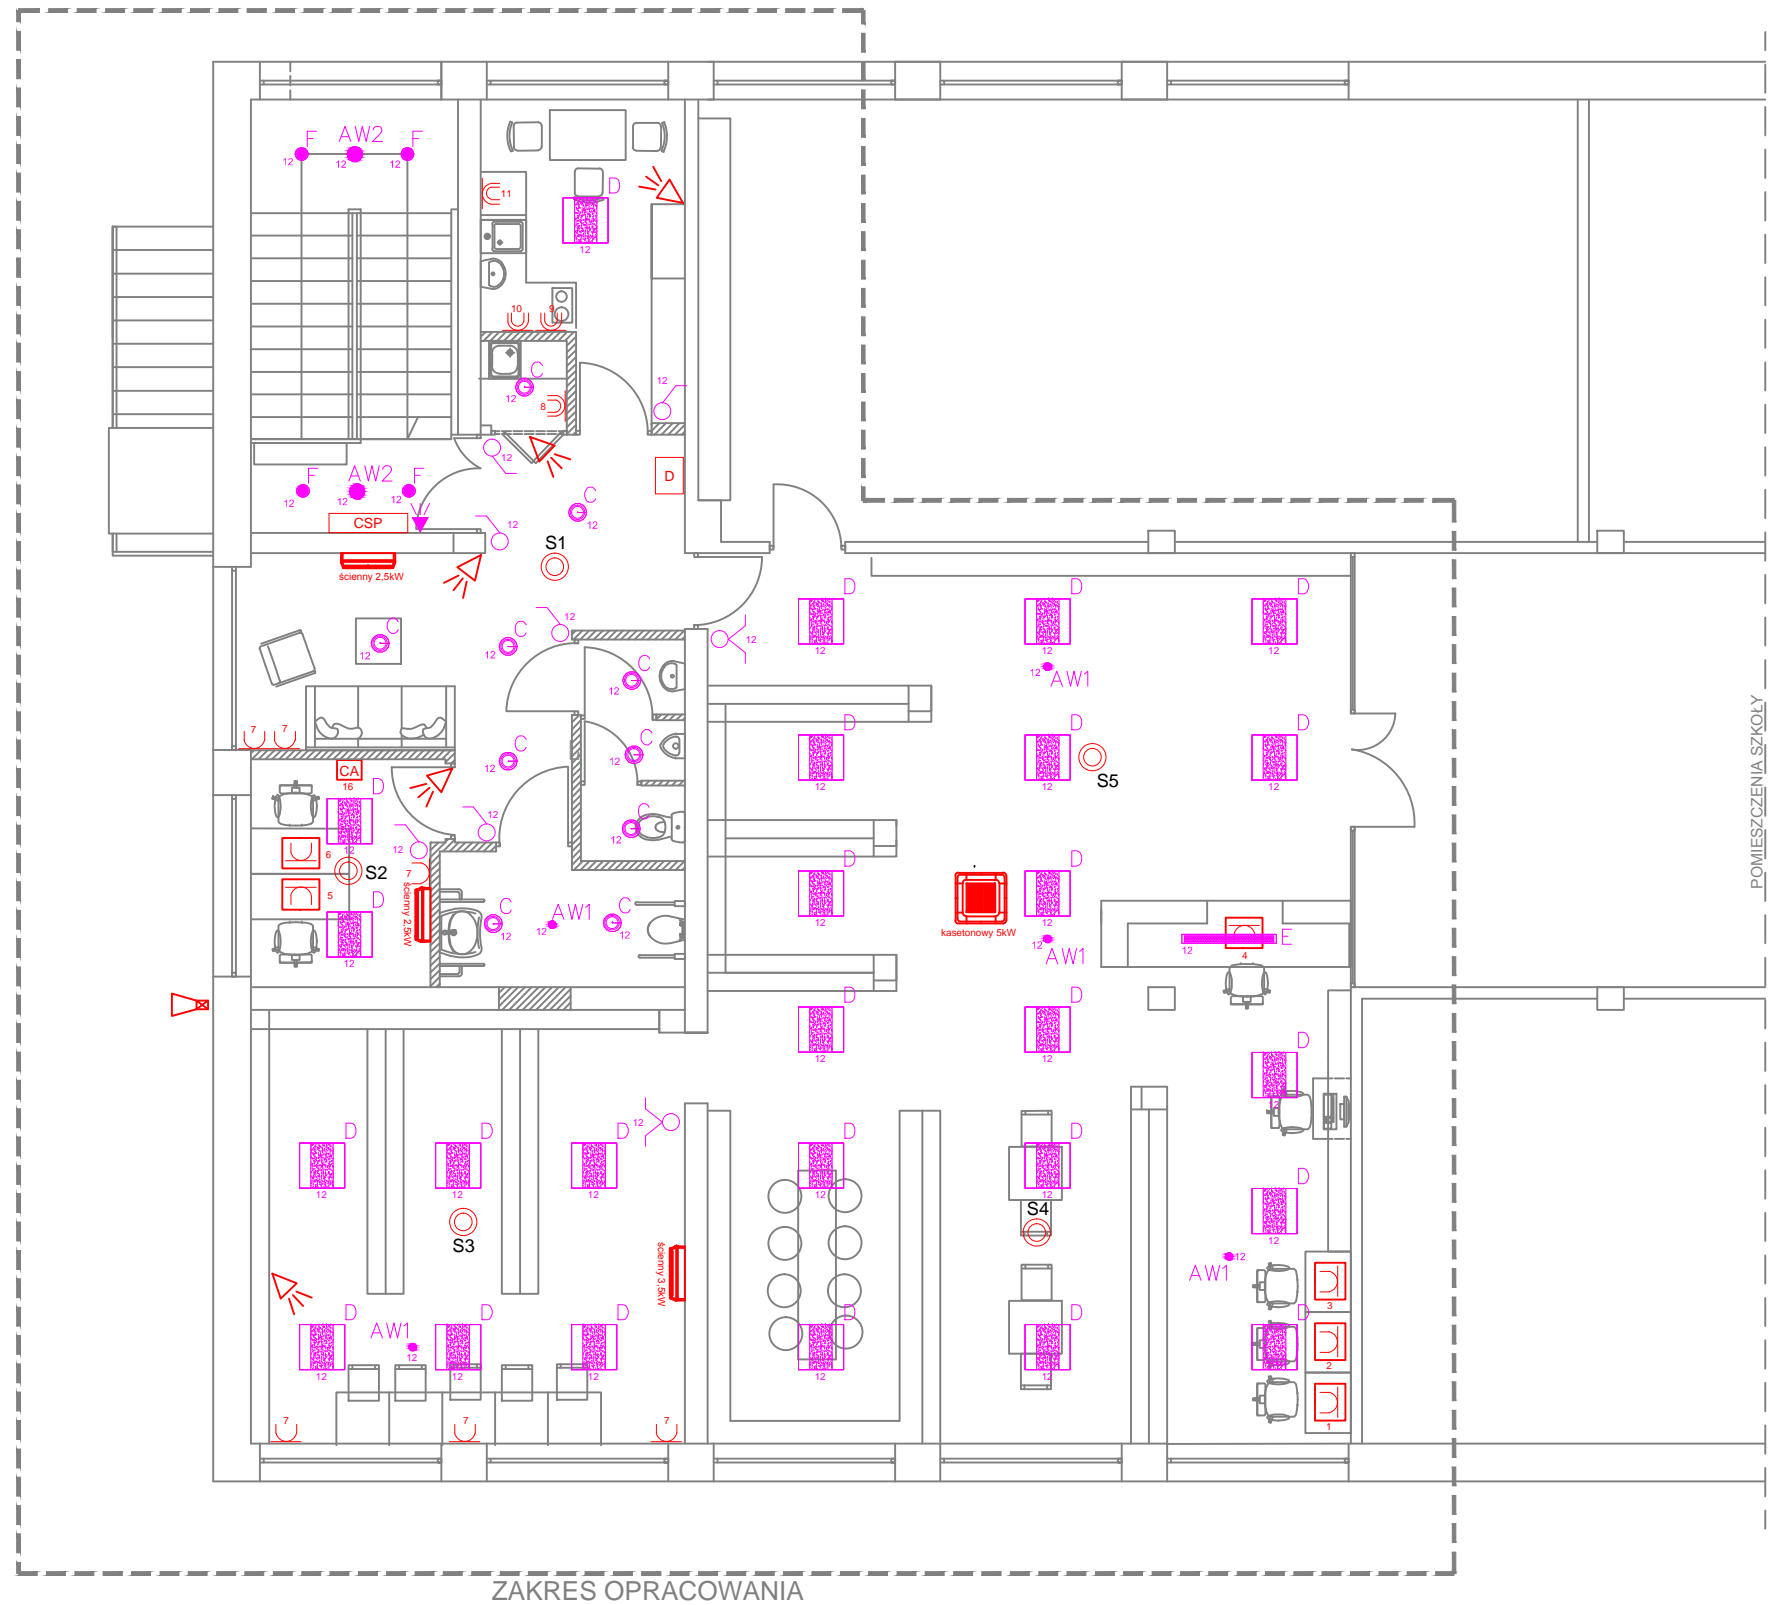 F AW2 F
12 12 12
D
11
12
10 9
C
12
8
12
12
F AW2 F
12 12 12
D
C
12
12
CSP
S1
ścienny 2,5kW
D D D
12 12 12
12
12
C C C
12 12 12
AW1
12
7 7
C C
12 12
D D D
12 12 12
S5
CA
16
D
12
12
C
12
12
6
S2
7
5
D
12
ścienny 2,5kW
C AW1 C
12 12 12
D D
12 12
kasetonowy 5kW
AW1
12
E
12
4
POMIESZCZENIA SZKOŁY
D D D
12 12 12
12
D D D D D
12 12 12 12 12
D
12
S3
S4
AW1
12
ścienny 3,5kW
3
D D D D D D
12 12 12 12 12
AW1
12
2
7 7 7
1
ZAKRES OPRACOWANIA